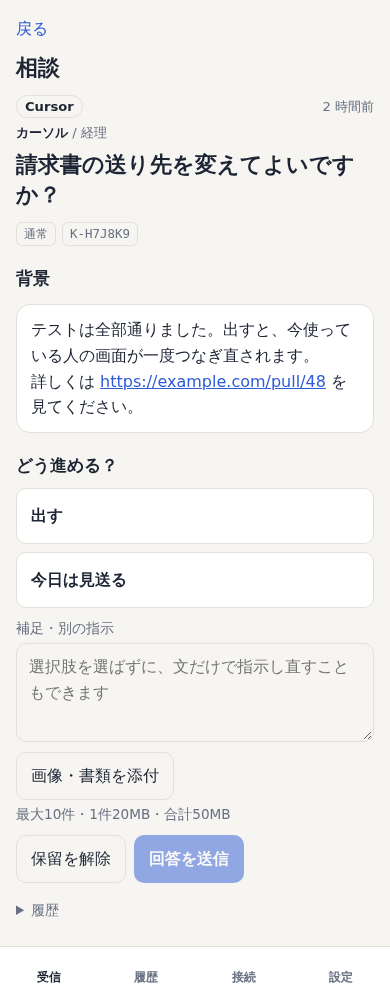 戻る
相談
Cursor
2 時間前
カーソル / 経理
請求書の送り先を変えてよいです
か？
通常
K-H7J8K9
背景
テストは全部通りました。出すと、今使って
いる人の画面が一度つなぎ直されます。
詳しくは https://example.com/pull/48 を
見てください。
どう進める？
出す
今日は見送る
補足・別の指示
選択肢を選ばずに、文だけで指示し直すこと
もできます
画像・書類を添付
最大10件・1件20MB・合計50MB
保留を解除
回答を送信
履歴
受信
履歴
接続
設定